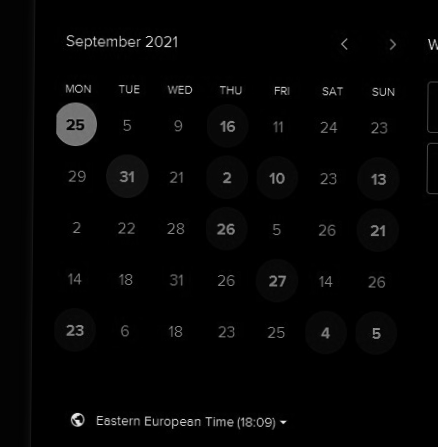 September 2021
W
MON TUE WED THU FRI SAT SUN
25 5 9 16 11 24 23
29 31 21 2 10 23 13
2 22 28 26 5 26 21
14 18 31 26 27 14 26
23 6 18 23 25 4 5
Eastern European Time (18:09)